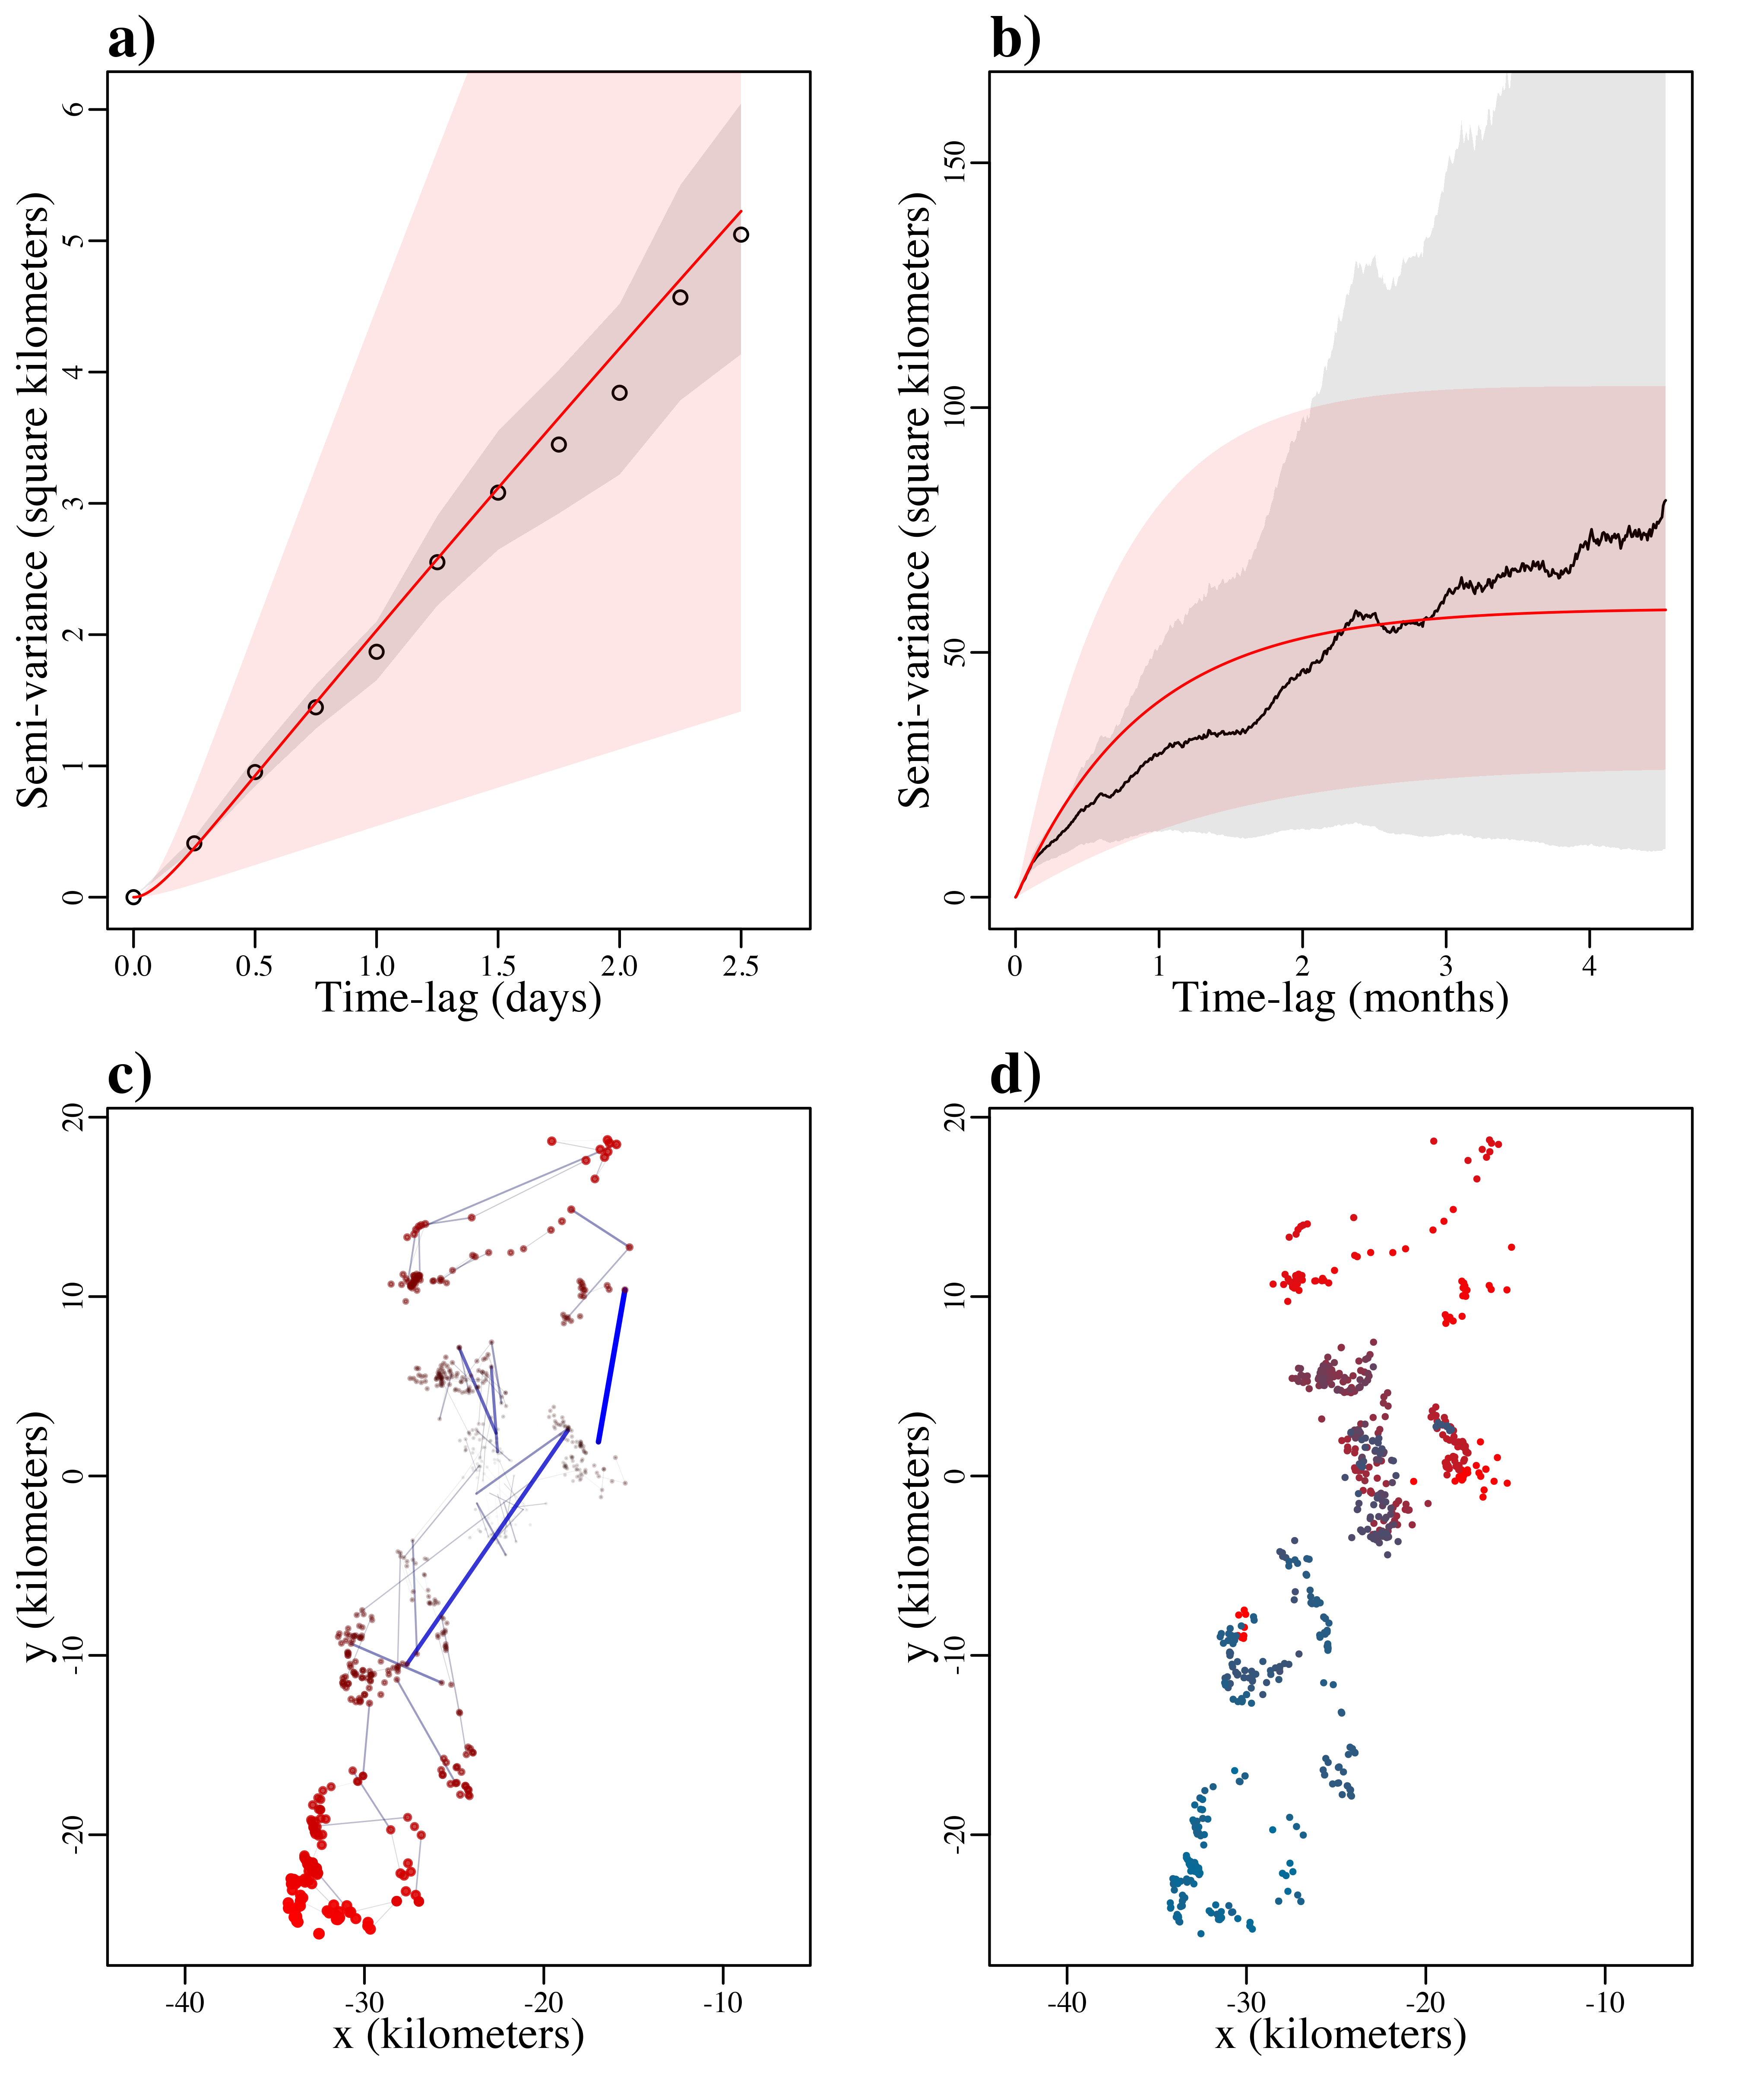 a)
Semi-variance (square kilometers)
0 1 2 3 4 5 6
0.0 0.5 1.0 1.5 2.0 2.5
Time-lag (days)
b)
Semi-variance (square kilometers)
0 50 100 150
0 1 2 3 4
Time-lag (months)
c)
y (kilometers)
-20 -10 0 10 20
-40 -30 -20 -10
x (kilometers)
d)
y (kilometers)
-20 -10 0 10 20
-40 -30 -20 -10
x (kilometers)